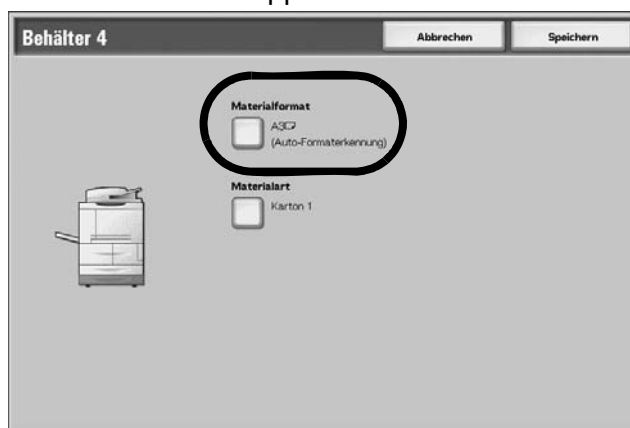 Behälter 4
Abbrechen
Speichern
Materialformat
A3
(Auto-Formaterkennung)
Materialart
Karton 1